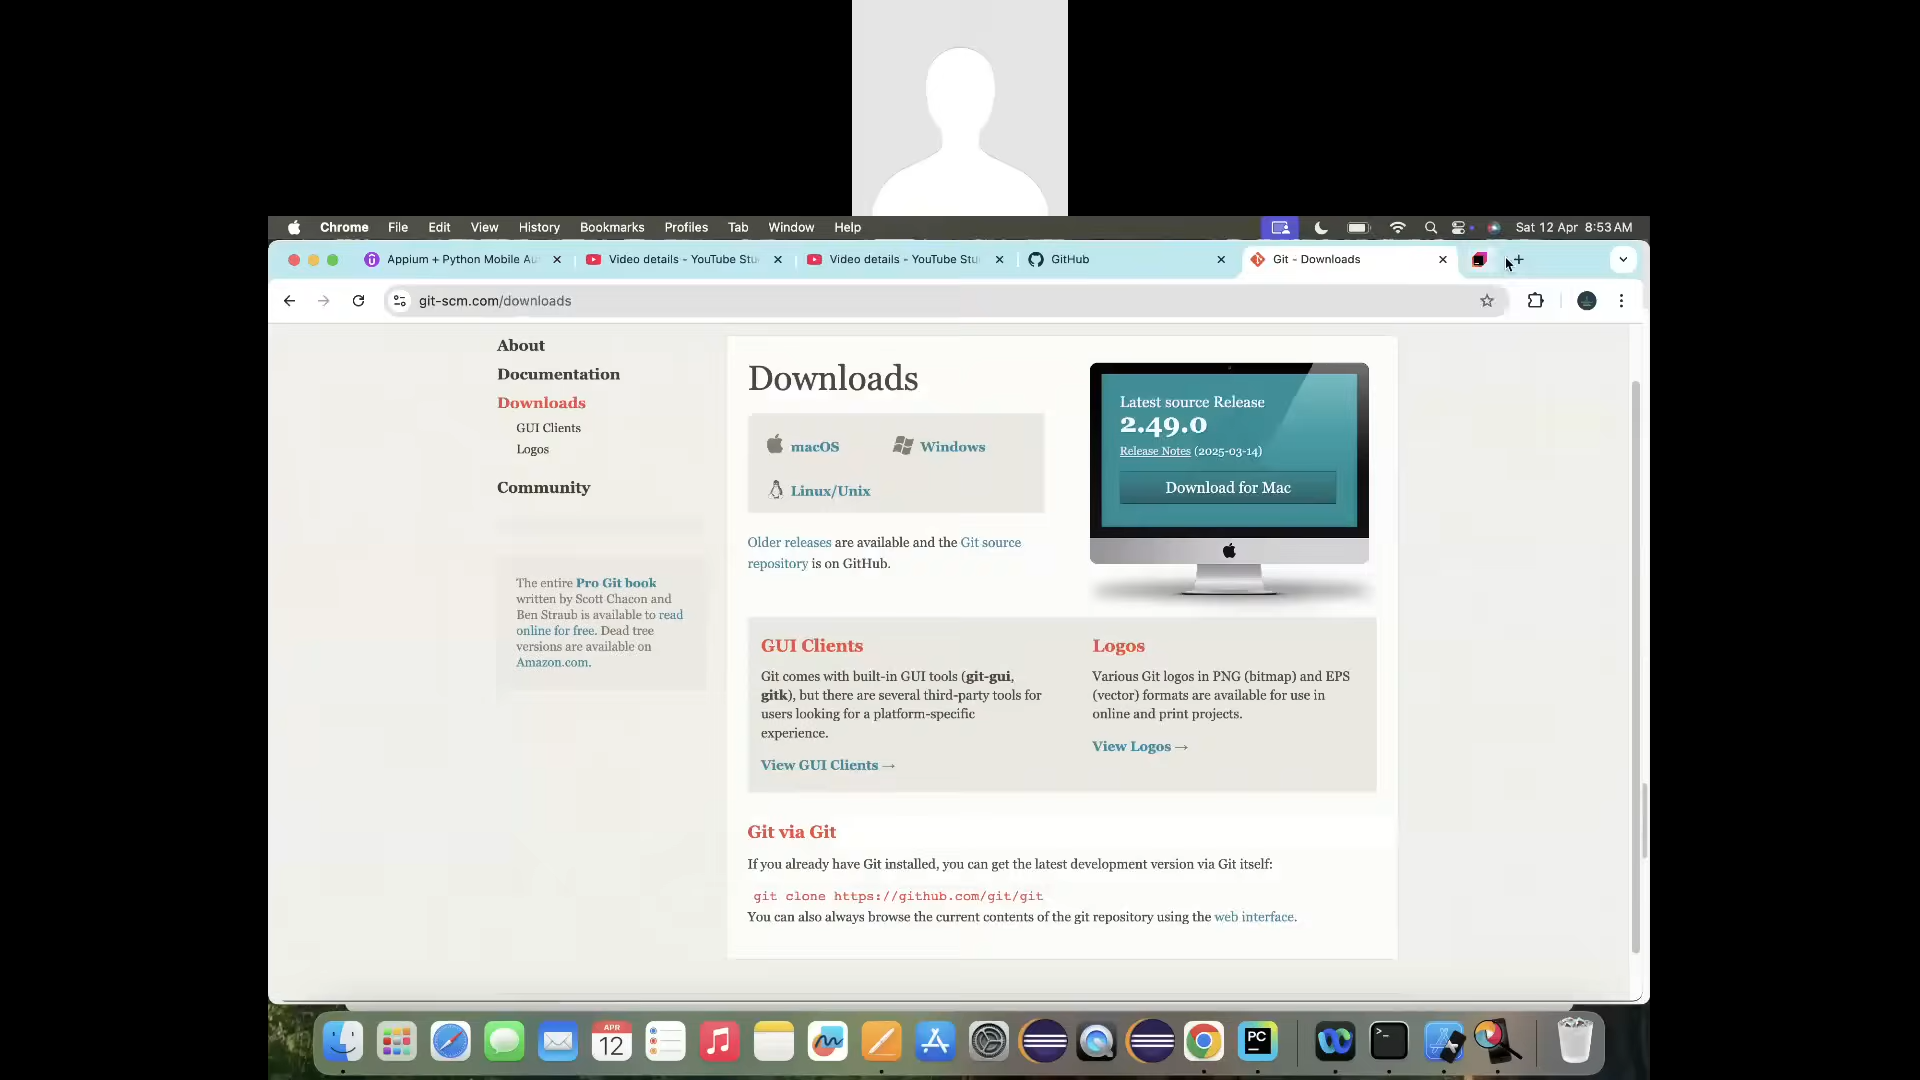 Chrome File Edit View History Bookmarks Profiles Tab Window Help Sat 12 Apr 8:53 AM
Appium + Python Mobile Au Video details - YouTube Stu Video details - YouTube Stu GitHub Git - Downloads
git-scm.com/downloads
About
Documentation
Downloads
GUI Clients
Logos
Community
The entire Pro Git book
written by Scott Chacon and
Ben Straub is available to read
online for free. Dead tree
versions are available on
Amazon.com.
Downloads
macOS Windows
Linux/Unix
Older releases are available and the Git source
repository is on GitHub.
Latest source Release
2.49.0
Release Notes (2025-03-14)
Download for Mac
GUI Clients
Git comes with built-in GUI tools (git-gui,
gitk), but there are several third-party tools for
users looking for a platform-specific
experience.
View GUI Clients →
Logos
Various Git logos in PNG (bitmap) and EPS
(vector) formats are available for use in
online and print projects.
View Logos →
Git via Git
If you already have Git installed, you can get the latest development version via Git itself:
git clone https://github.com/git/git
You can also always browse the current contents of the git repository using the web interface.
APR
12
PC